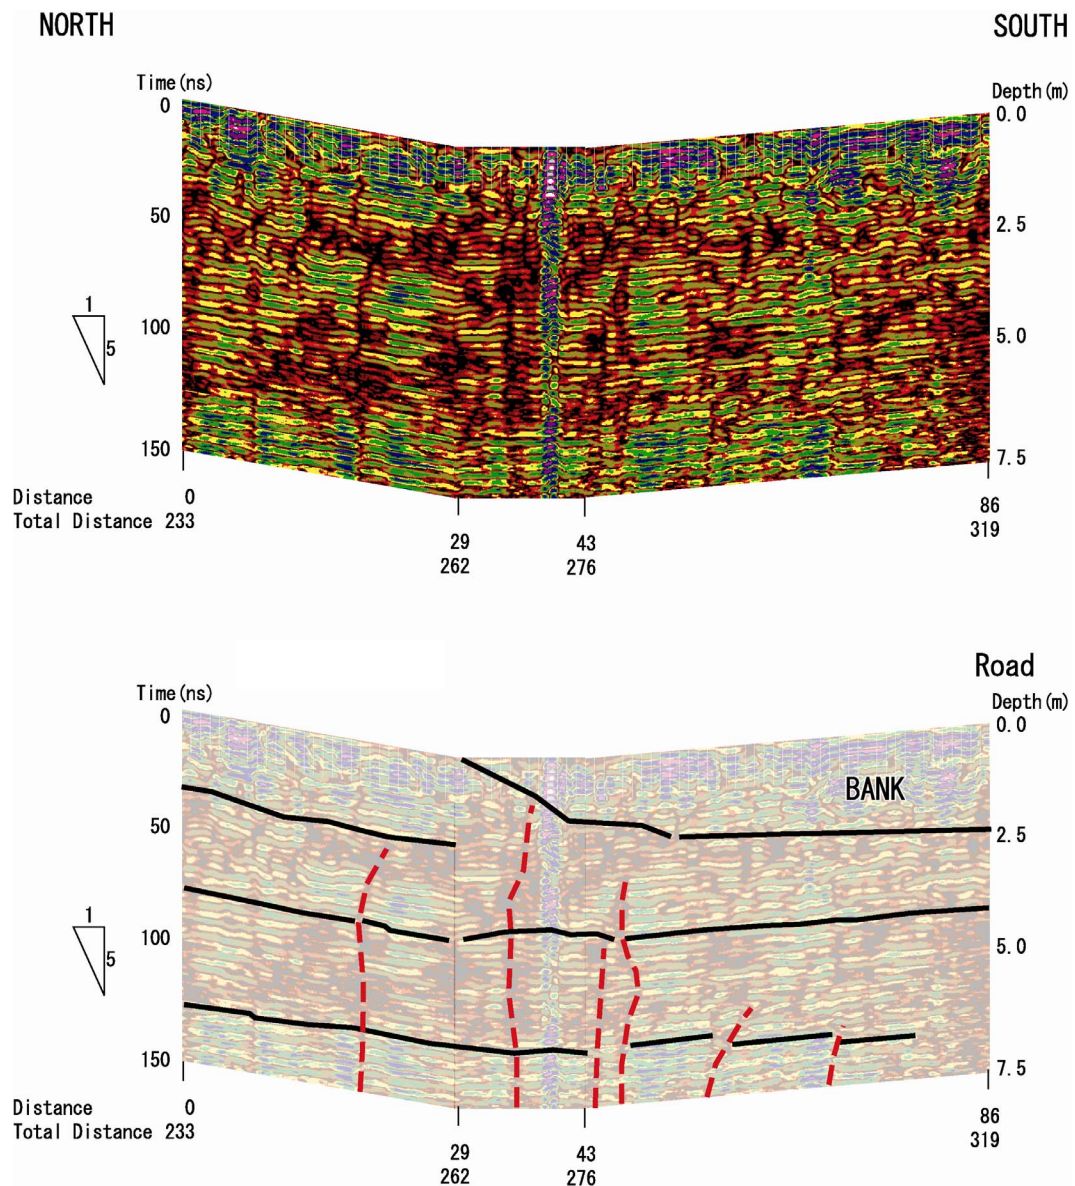 NORTH
SOUTH
Time(ns)
Depth(m)
0
0.0
50
2.5
1
5
100
5.0
150
7.5
Distance 0
Total Distance 233
29
262
43
276
86
319
Road
Time(ns)
Depth(m)
0
0.0
BANK
50
2.5
1
5
100
5.0
150
7.5
Distance 0
Total Distance 233
29
262
43
276
86
319